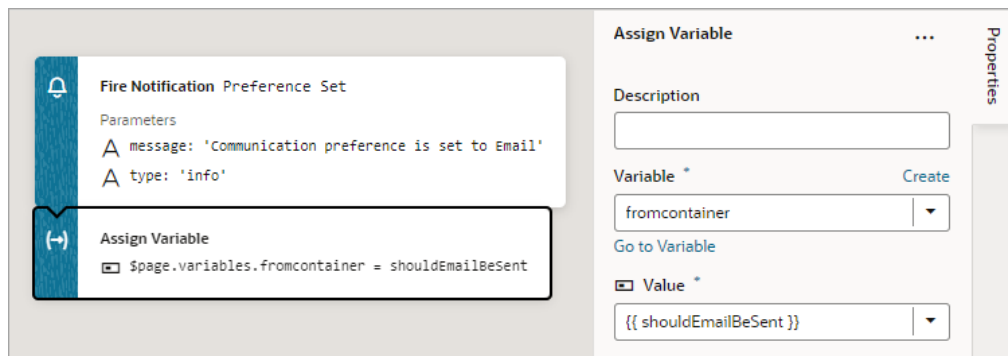 Fire Notification Preference Set
Parameters
A message: 'Communication preference is set to Email'
A type: 'info'
(→) Assign Variable
$page.variables.fromcontainer = shouldEmailBeSent
Assign Variable ...
Description
Variable * Create
fromcontainer
Go to Variable
Value *
{{ shouldEmailBeSent }}
Properties